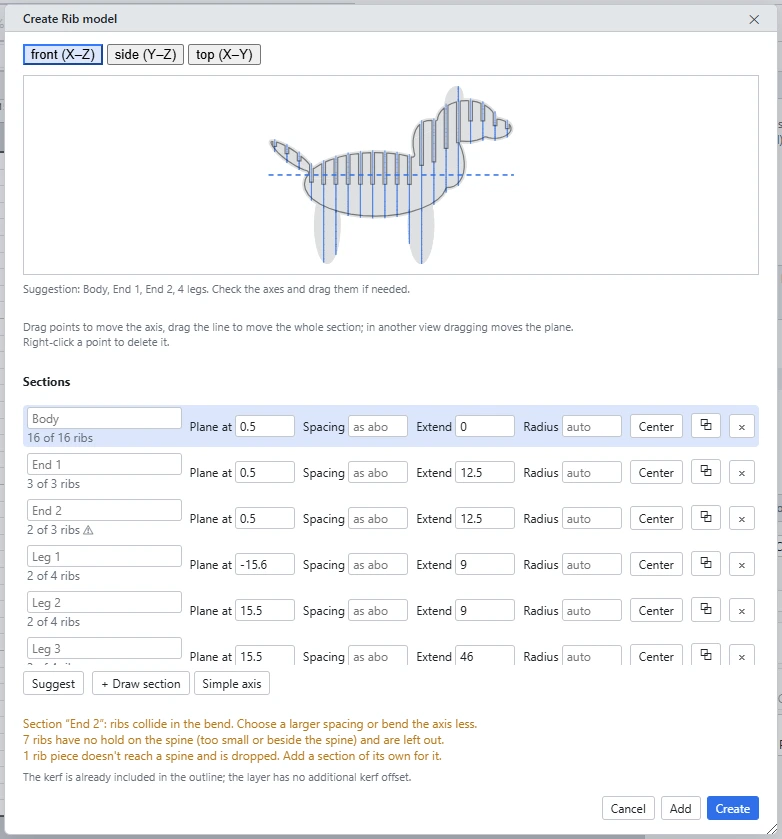 Create Rib model
front (X–Z) side (Y–Z) top (X–Y)
Suggestion: Body, End 1, End 2, 4 legs. Check the axes and drag them if needed.
Drag points to move the axis, drag the line to move the whole section; in another view dragging moves the plane.
Right-click a point to delete it.
Sections
Body
16 of 16 ribs
Plane at 0.5 Spacing as abo Extend 0 Radius auto Center ×
End 1
3 of 3 ribs
Plane at 0.5 Spacing as abo Extend 12.5 Radius auto Center ×
End 2
2 of 3 ribs ⚠
Plane at 0.5 Spacing as abo Extend 12.5 Radius auto Center ×
Leg 1
2 of 4 ribs
Plane at -15.6 Spacing as abo Extend 9 Radius auto Center ×
Leg 2
2 of 4 ribs
Plane at 15.5 Spacing as abo Extend 9 Radius auto Center ×
Leg 3
Plane at 15.5 Spacing as abo Extend 46 Radius auto Center ×
Suggest + Draw section Simple axis
Section “End 2”: ribs collide in the bend. Choose a larger spacing or bend the axis less.
7 ribs have no hold on the spine (too small or beside the spine) and are left out.
1 rib piece doesn't reach a spine and is dropped. Add a section of its own for it.
The kerf is already included in the outline; the layer has no additional kerf offset.
Cancel Add Create